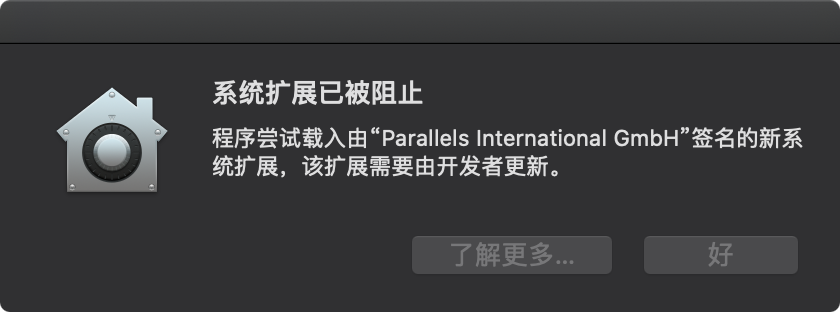 系统扩展已被阻止
程序尝试载入由“Parallels International GmbH”签名的新系
统扩展，该扩展需要由开发者更新。
了解更多...
好